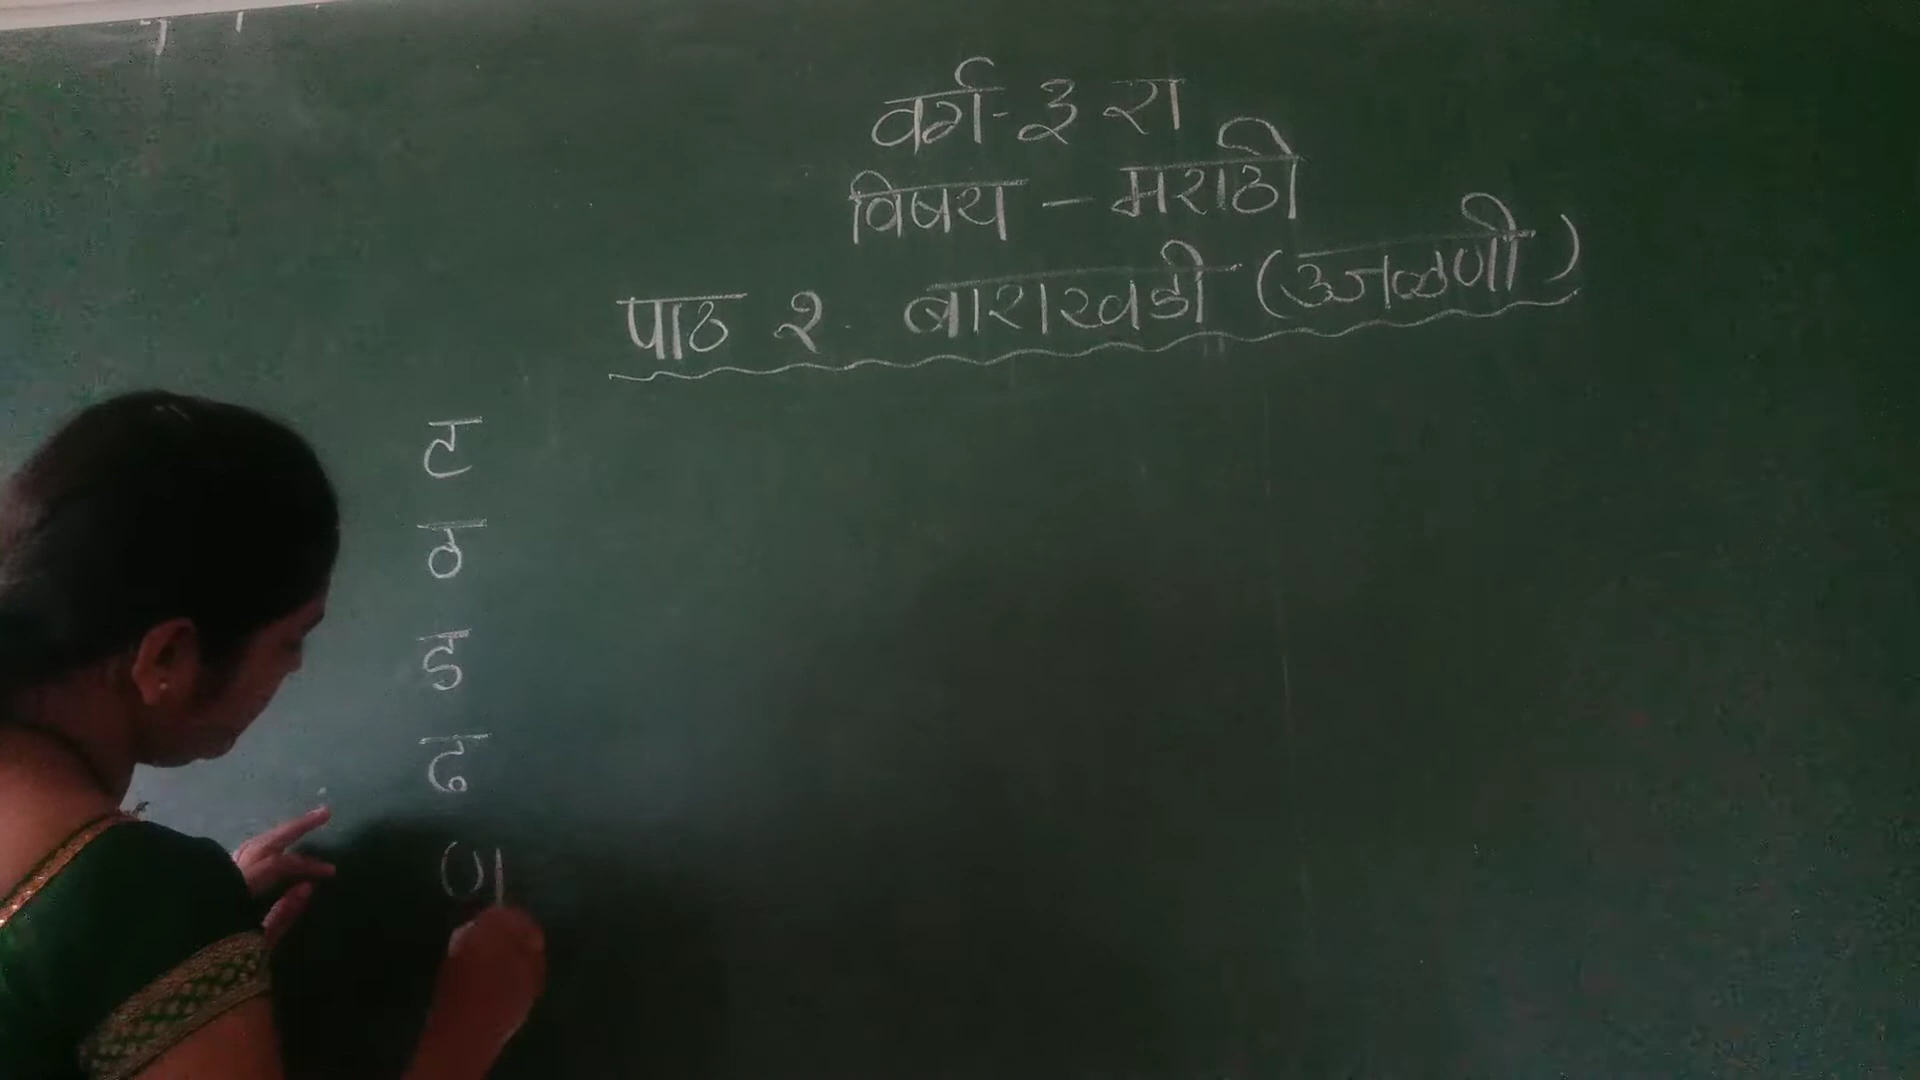 वर्ग - ३ रा
विषय - मराठी
पाठ २. बाराखडी (उजळणी)
ट
ठ
ड
ढ
ण